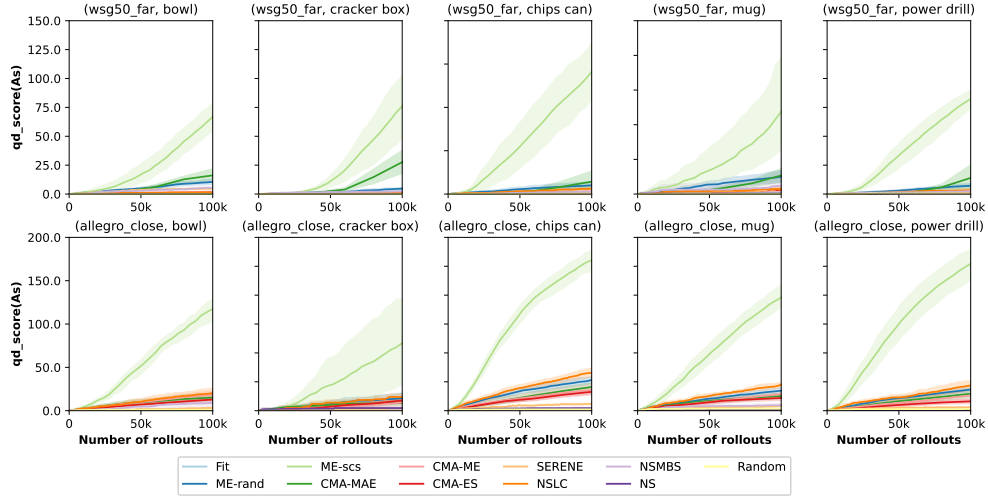 (wsg50_far, bowl) (wsg50_far, cracker box) (wsg50_far, chips can) (wsg50_far, mug) (wsg50_far, power drill)
150.0
125.0
100.0
75.0
50.0
25.0
0.0
qd_score(As)
0 50k 100k 0 50k 100k 0 50k 100k 0 50k 100k 0 50k 100k
(allegro_close, bowl) (allegro_close, cracker box) (allegro_close, chips can) (allegro_close, mug) (allegro_close, power drill)
200.0
150.0
100.0
50.0
0.0
qd_score(As)
0 50k 100k 0 50k 100k 0 50k 100k 0 50k 100k 0 50k 100k
Number of rollouts Number of rollouts Number of rollouts Number of rollouts Number of rollouts
Fit ME-scs CMA-ME SERENE NSMBS Random
ME-rand CMA-MAE CMA-ES NSLC NS